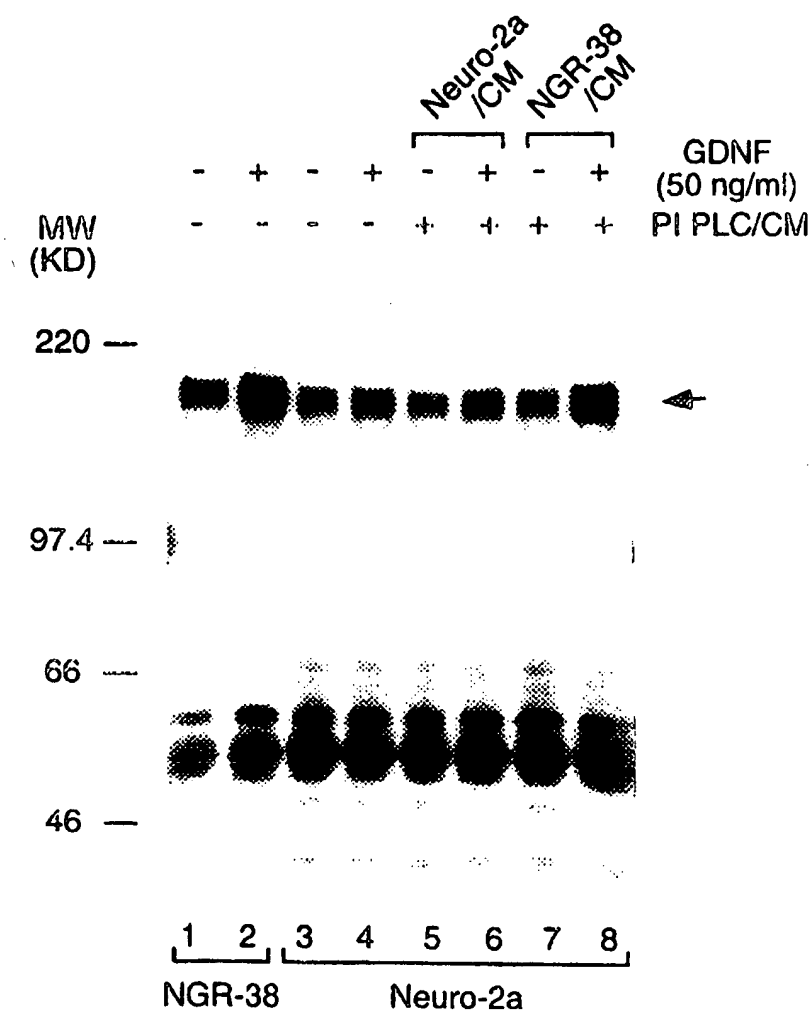 Neuro-2a
/CM
NGR-38
/CM
- + - + - + - + GDNF
(50 ng/ml)
MW
(KD)
- - - - + + + + PI PLC/CM
220
97.4
66
46
1 2 3 4 5 6 7 8
NGR-38 Neuro-2a